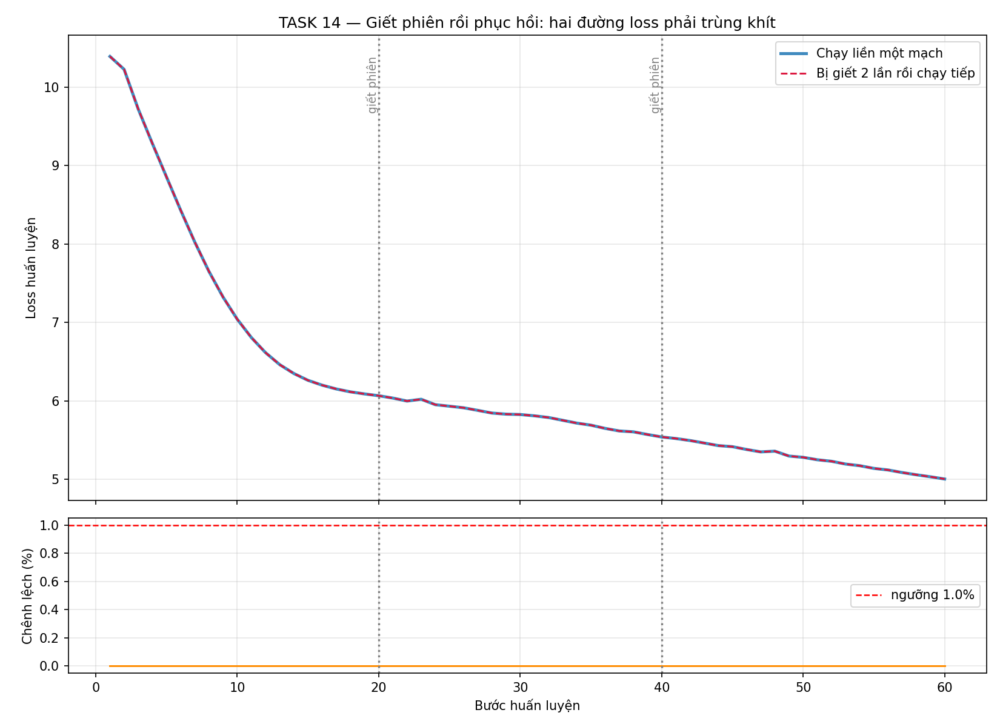 TASK 14 — Giết phiên rồi phục hồi: hai đường loss phải trùng khít
Chạy liền một mạch
Bị giết 2 lần rồi chạy tiếp
giết phiên
giết phiên
Loss huấn luyện
10
9
8
7
6
5
Chênh lệch (%)
1.0
0.8
0.6
0.4
0.2
0.0
ngưỡng 1.0%
0
10
20
30
40
50
60
Bước huấn luyện